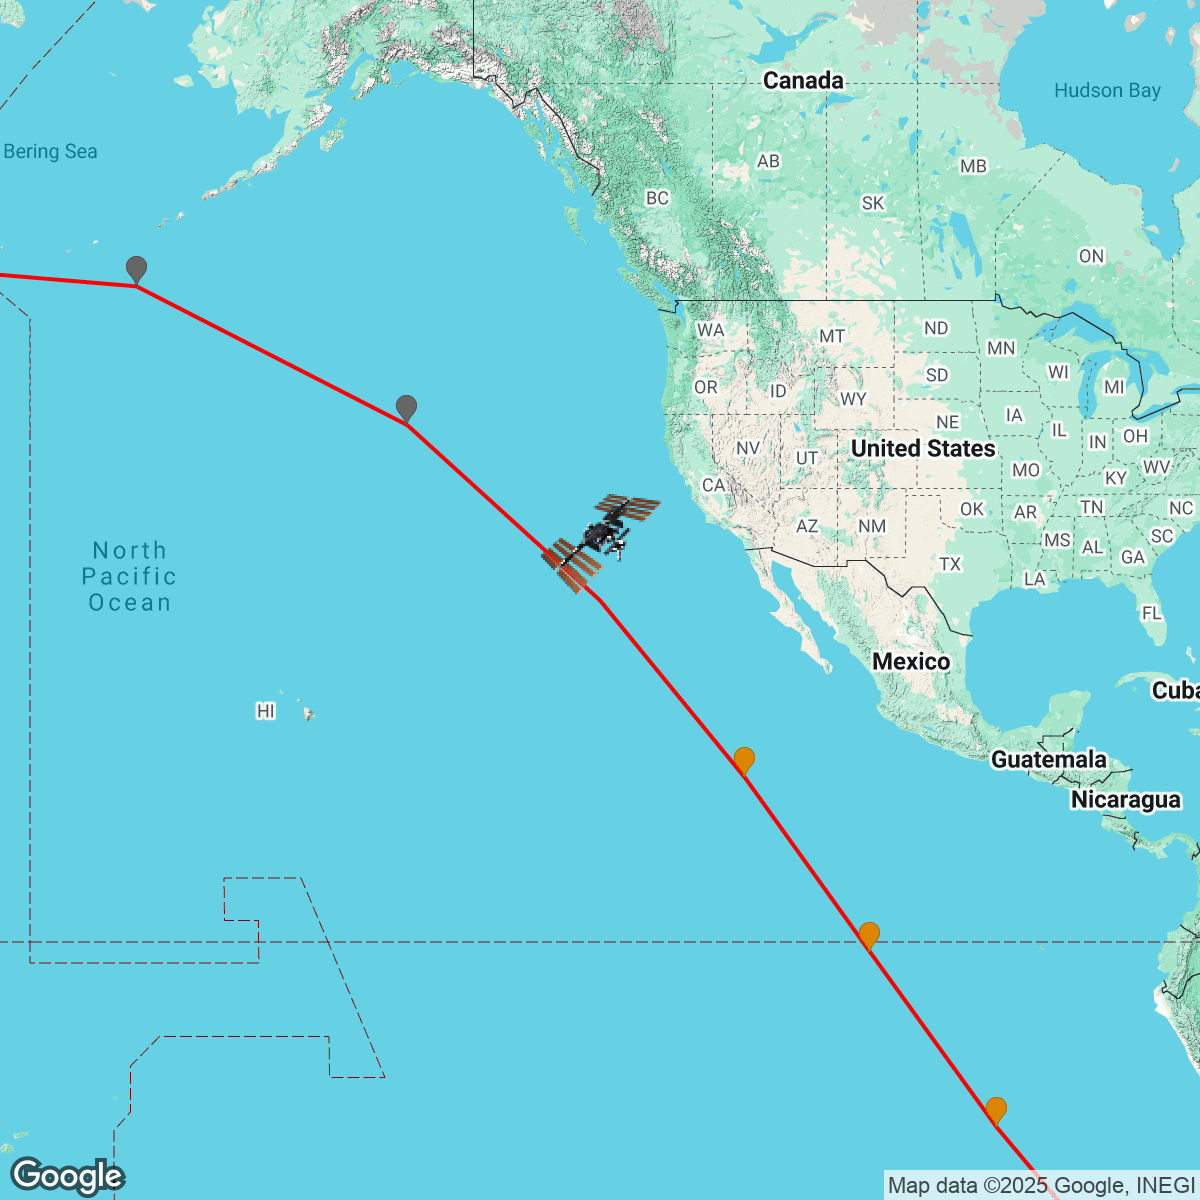 Canada
Hudson Bay
Bering Sea
AB
MB
BC
SK
ON
WA
MT
ND
MN
OR
ID
WY
SD
WI
MI
NE
IA
NV
UT
United States
IL
IN
OH
CA
MO
KY
WV
AZ
NM
OK
AR
TN
NC
TX
MS
AL
GA
SC
LA
FL
North
Pacific
Ocean
Mexico
HI
Cuba
Guatemala
Nicaragua
Google
Map data ©2025 Google, INEGI